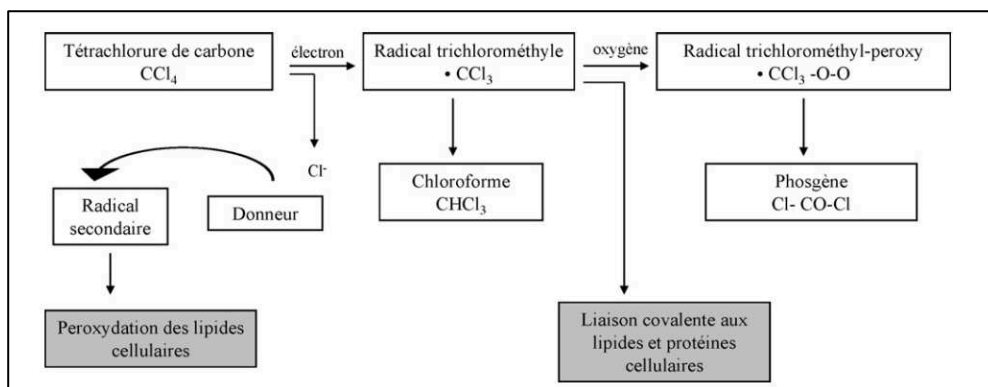 Tétrachlorure de carbone
CCl₄
électron
Radical trichlorométhyle
• CCl₃
oxygène
Radical trichlorométhyl-peroxy
• CCl₃ -O-O
Cl⁻
Radical
secondaire
Donneur
Chloroforme
CHCl₃
Phosgène
Cl- CO-Cl
Peroxydation des lipides
cellulaires
Liaison covalente aux
lipides et protéines
cellulaires